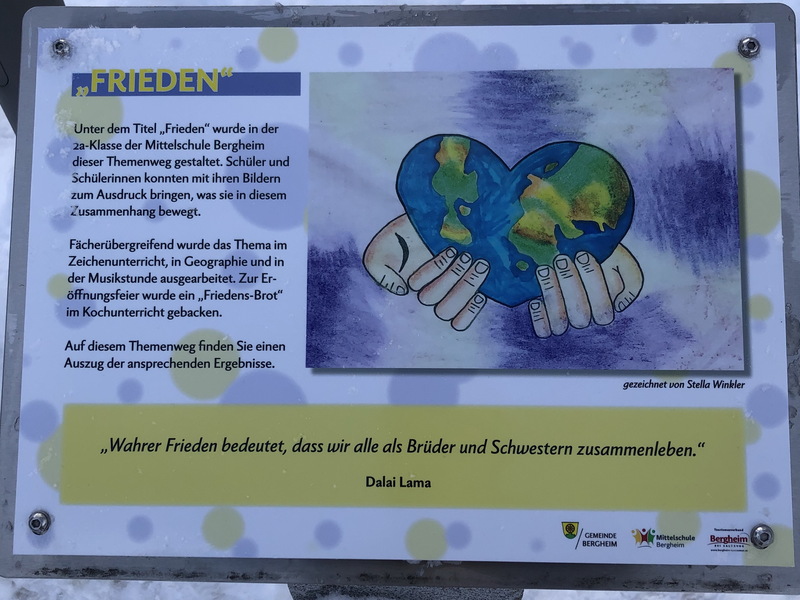 „FRIEDEN“
Unter dem Titel „Frieden“ wurde in der
2a-Klasse der Mittelschule Bergheim
dieser Themenweg gestaltet. Schüler und
Schülerinnen konnten mit ihren Bildern
zum Ausdruck bringen, was sie in diesem
Zusammenhang bewegt.
Fächerübergreifend wurde das Thema im
Zeichenunterricht, in Geographie und in
der Musikstunde ausgearbeitet. Zur Er-
öffnungsfeier wurde ein „Friedens-Brot“
im Kochunterricht gebacken.
Auf diesem Themenweg finden Sie einen
Auszug der ansprechenden Ergebnisse.
gezeichnet von Stella Winkler
„Wahrer Frieden bedeutet, dass wir alle als Brüder und Schwestern zusammenleben.“
Dalai Lama
GEMEINDE
BERGHEIM
Mittelschule
Bergheim
Tourismusverband
Bergheim
BEI SALZBURG